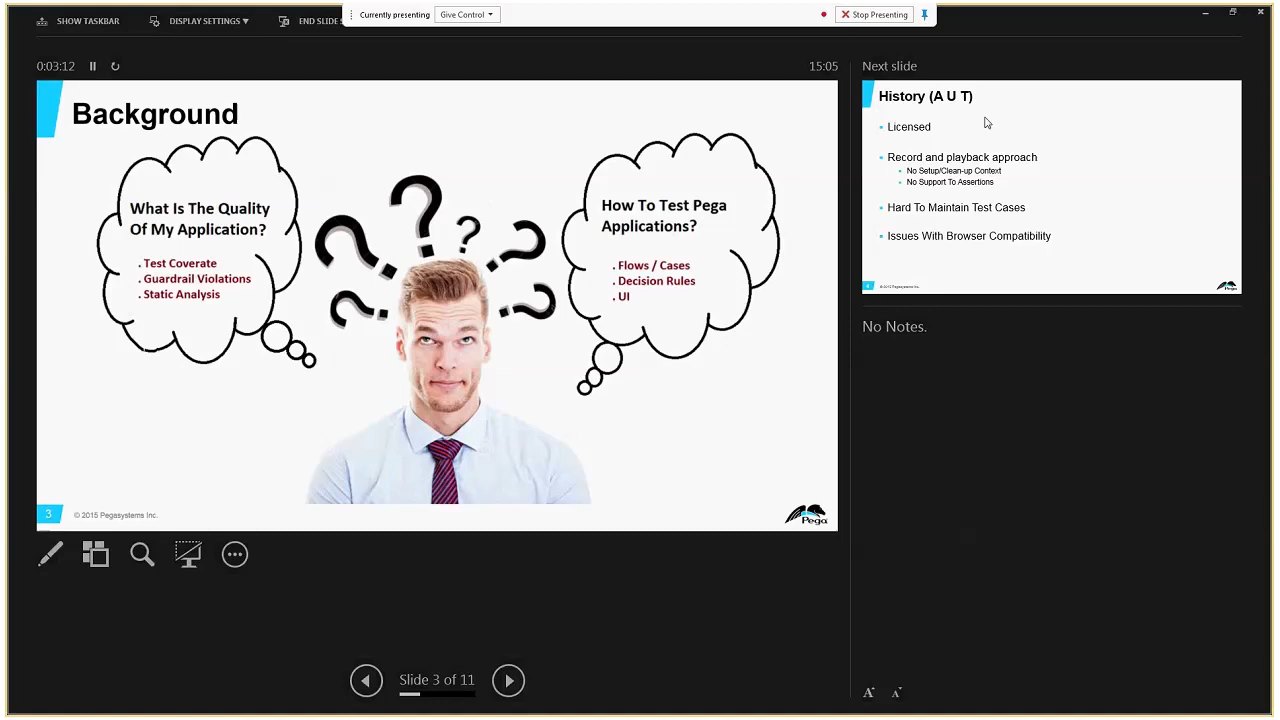 SHOW TASKBAR
DISPLAY SETTINGS ▼
END SLIDE S
Currently presenting
Give Control
Stop Presenting
0:03:12
15:05
Background
What Is The Quality
Of My Application?
. Test Coverate
. Guardrail Violations
. Static Analysis
How To Test Pega
Applications?
. Flows / Cases
. Decision Rules
. UI
3
© 2015 Pegasystems Inc.
Pega
Slide 3 of 11
Next slide
History (A U T)
Licensed
Record and playback approach
No Setup/Clean-up Context
No Support To Assertions
Hard To Maintain Test Cases
Issues With Browser Compatibility
© 2015 Pegasystems Inc.
Pega
No Notes.
A
A